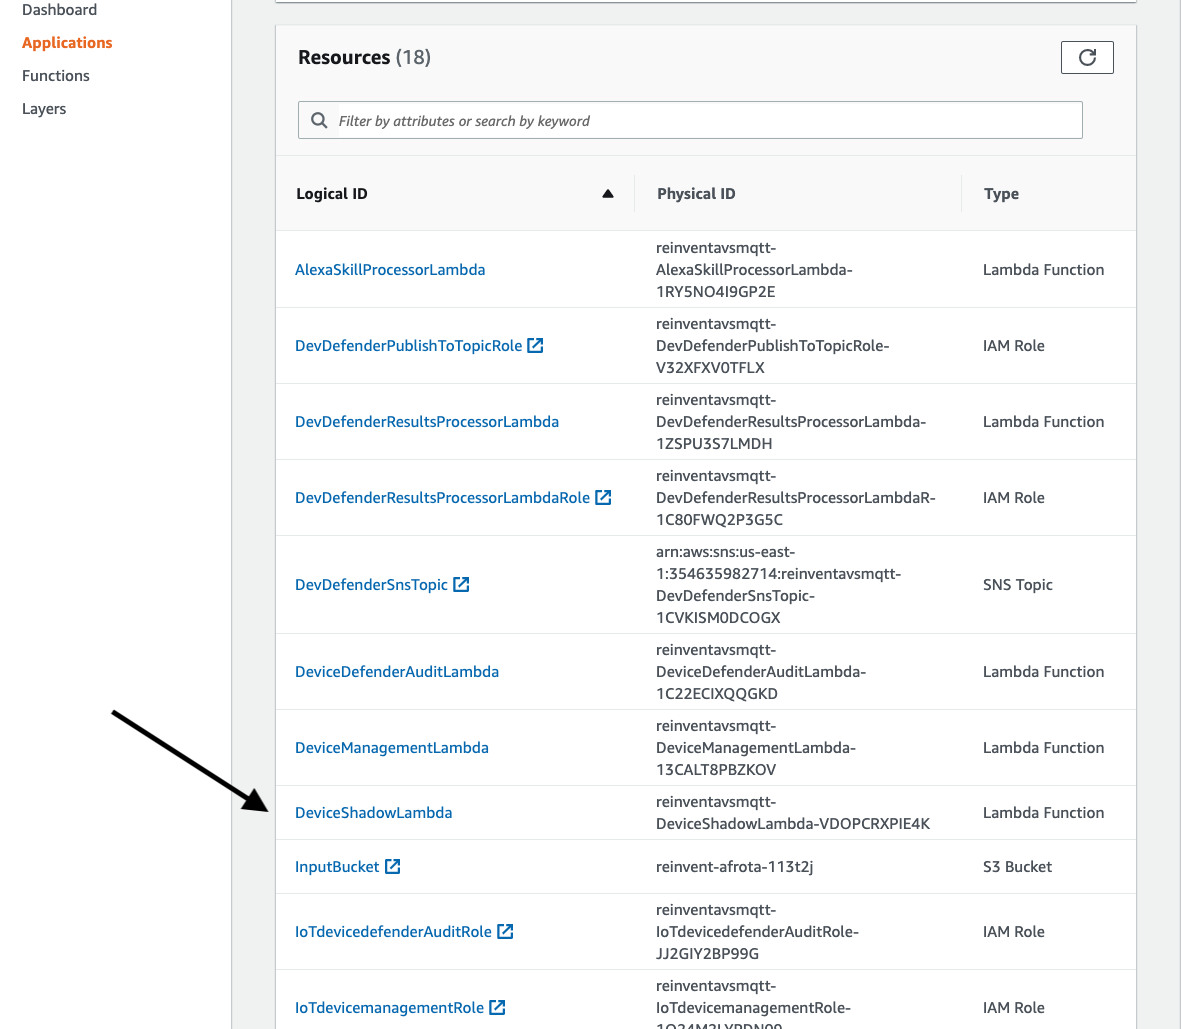 Dashboard
Applications
Functions
Layers
Resources (18)
Filter by attributes or search by keyword
Logical ID Physical ID Type
AlexaSkillProcessorLambda
reinventavsmqtt-
AlexaSkillProcessorLambda-
1RY5NO4I9GP2E
Lambda Function
DevDefenderPublishToTopicRole
reinventavsmqtt-
DevDefenderPublishToTopicRole-
V32XFXV0TFLX
IAM Role
DevDefenderResultsProcessorLambda
reinventavsmqtt-
DevDefenderResultsProcessorLambda-
1ZSPU3S7LMDH
Lambda Function
DevDefenderResultsProcessorLambdaRole
reinventavsmqtt-
DevDefenderResultsProcessorLambdaR-
1C80FWQ2P3G5C
IAM Role
DevDefenderSnsTopic
arn:aws:sns:us-east-
1:354635982714:reinventavsmqtt-
DevDefenderSnsTopic-
1CVKISM0DCOGX
SNS Topic
DeviceDefenderAuditLambda
reinventavsmqtt-
DeviceDefenderAuditLambda-
1C22ECIXQQGKD
Lambda Function
DeviceManagementLambda
reinventavsmqtt-
DeviceManagementLambda-
13CALT8PBZKOV
Lambda Function
DeviceShadowLambda
reinventavsmqtt-
DeviceShadowLambda-VDOPCRXPIE4K
Lambda Function
InputBucket
reinvent-afrota-113t2j
S3 Bucket
IoTdevicedefenderAuditRole
reinventavsmqtt-
IoTdevicedefenderAuditRole-
JJ2GIY2BP99G
IAM Role
IoTdevicemanagementRole
reinventavsmqtt-
IoTdevicemanagementRole-
IAM Role